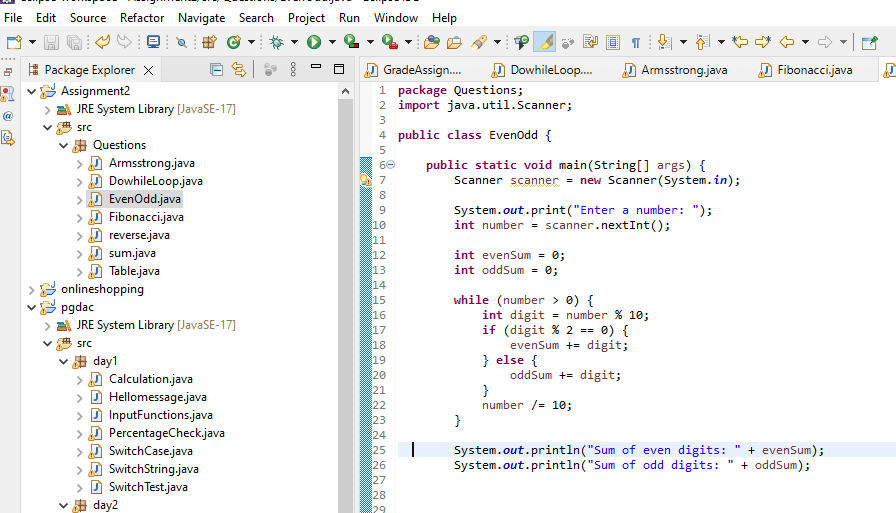 File Edit Source Refactor Navigate Search Project Run Window Help
Package Explorer
GradeAssign....
DowhileLoop....
Armsstrong.java
Fibonacci.java
Assignment2
JRE System Library [JavaSE-17]
src
Questions
Armsstrong.java
DowhileLoop.java
EvenOdd.java
Fibonacci.java
reverse.java
sum.java
Table.java
onlineshopping
pgdac
JRE System Library [JavaSE-17]
src
day1
Calculation.java
Hellomessage.java
InputFunctions.java
PercentageCheck.java
SwitchCase.java
SwitchString.java
SwitchTest.java
day2
1 package Questions;
2 import java.util.Scanner;
3
4 public class EvenOdd {
5
6 public static void main(String[] args) {
7 Scanner scanner = new Scanner(System.in);
8
9 System.out.print("Enter a number: ");
10 int number = scanner.nextInt();
11
12 int evenSum = 0;
13 int oddSum = 0;
14
15 while (number > 0) {
16 int digit = number % 10;
17 if (digit % 2 == 0) {
18 evenSum += digit;
19 } else {
20 oddSum += digit;
21 }
22 number /= 10;
23 }
24
25 System.out.println("Sum of even digits: " + evenSum);
26 System.out.println("Sum of odd digits: " + oddSum);
27
28
29